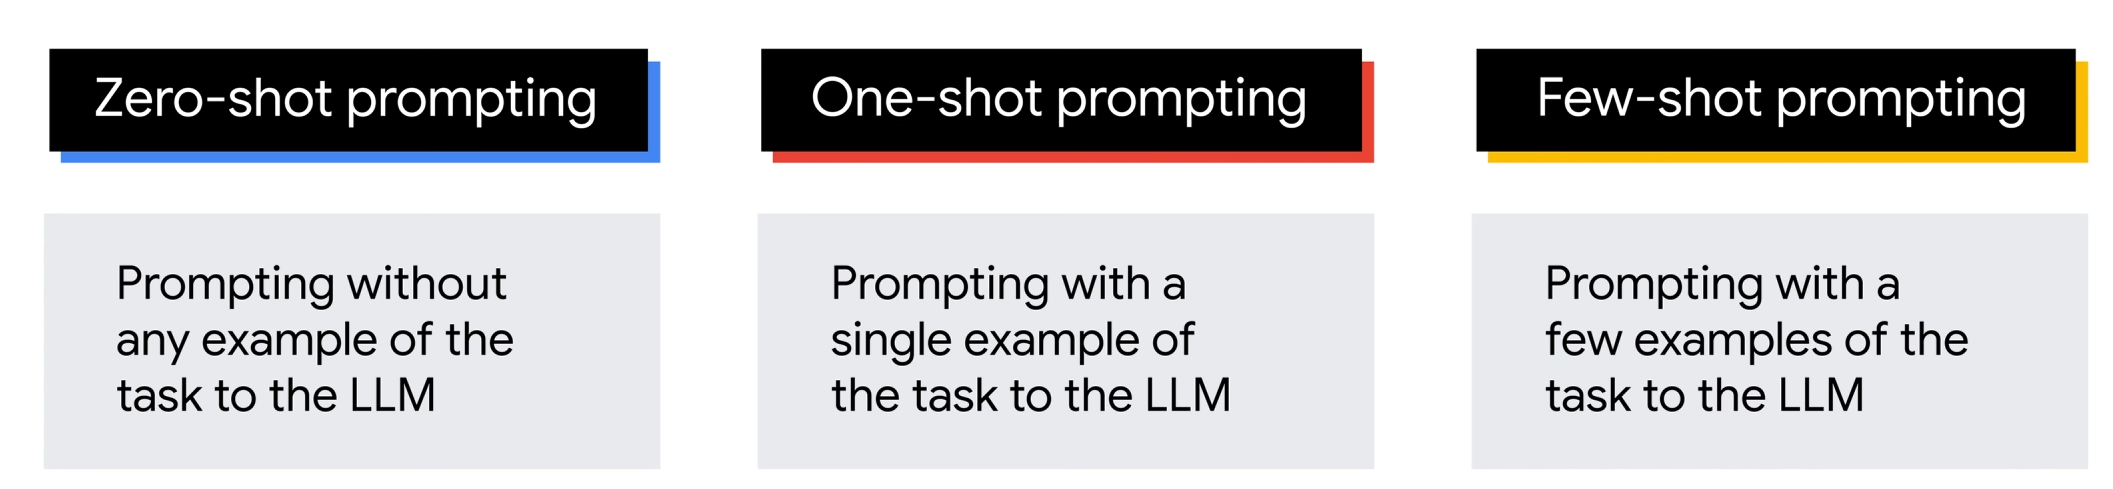 Zero-shot prompting
Prompting without
any example of the
task to the LLM
One-shot prompting
Prompting with a
single example of
the task to the LLM
Few-shot prompting
Prompting with a
few examples of the
task to the LLM